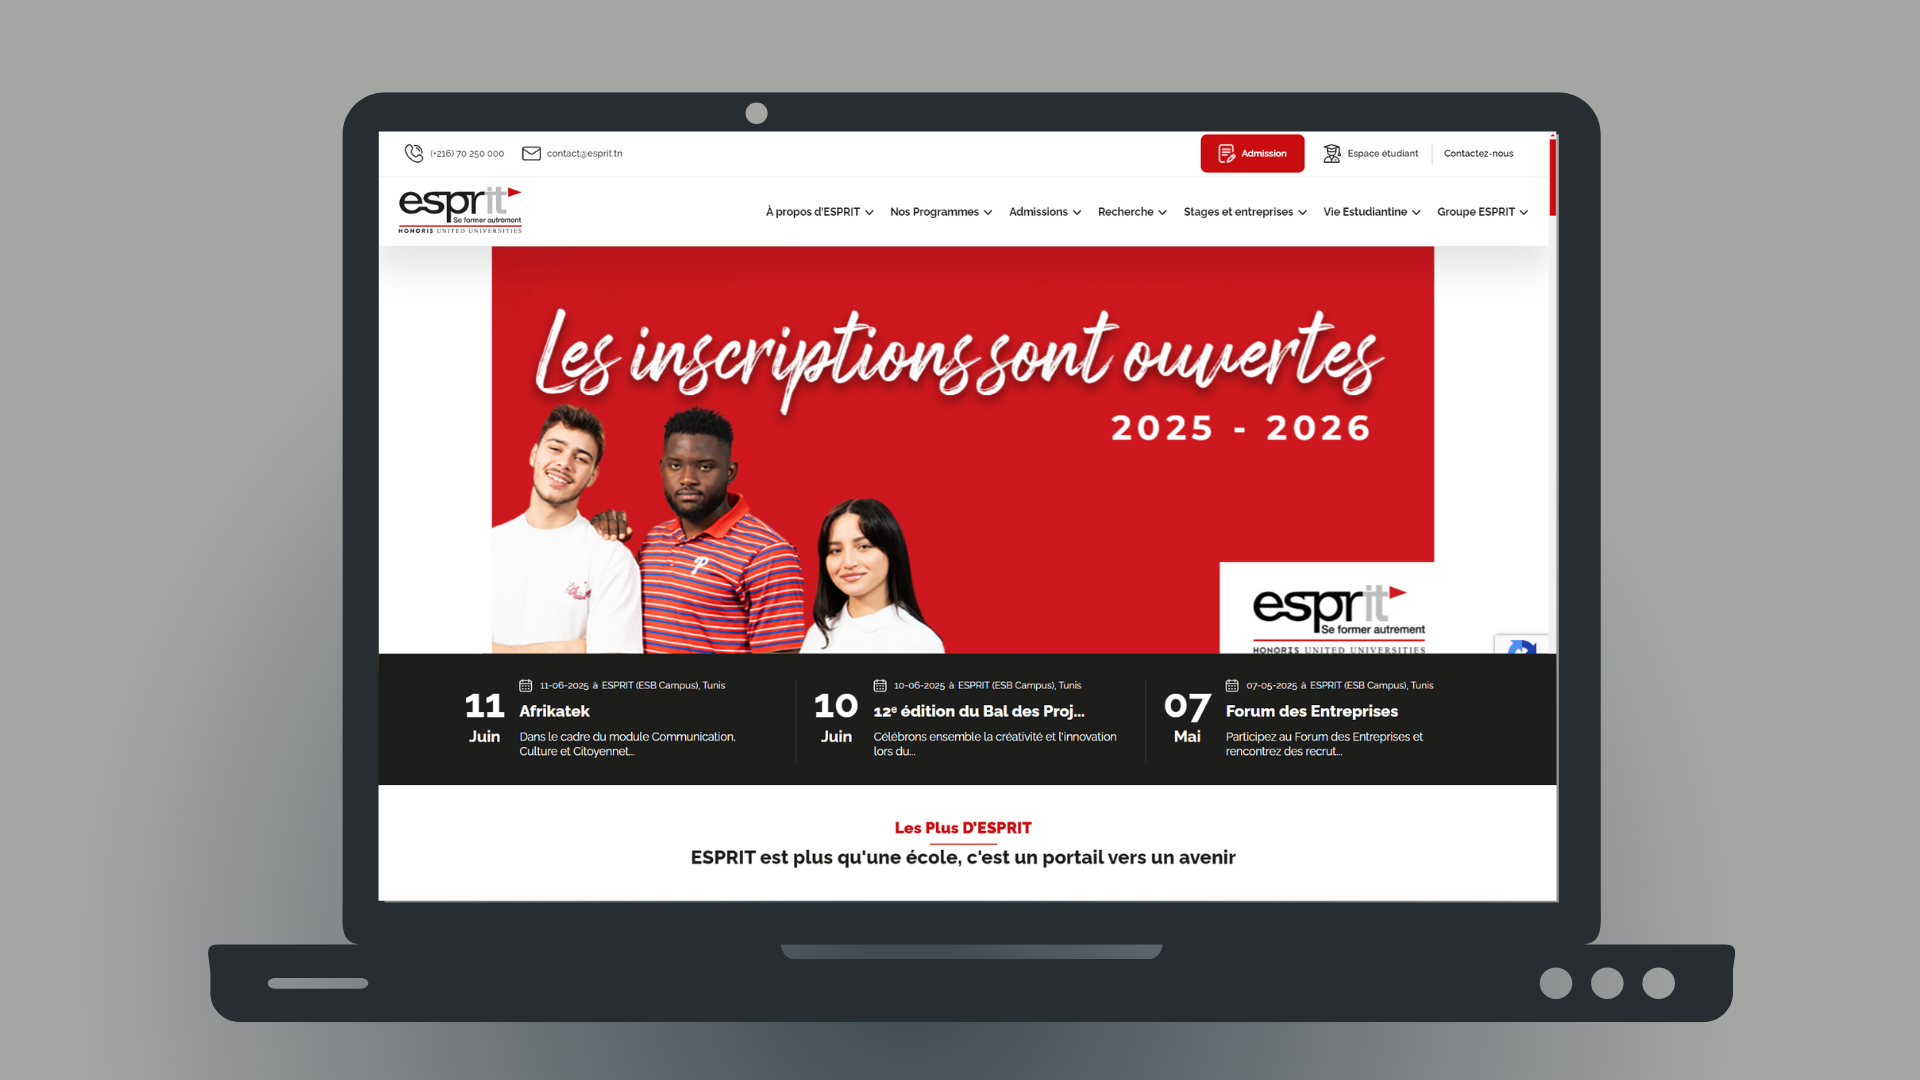 (+216) 70 250 000
contact@esprit.tn
Admission
Espace étudiant
Contactez-nous
esprit
Se former autrement
HONORIS UNITED UNIVERSITIES
À propos d'ESPRIT
Nos Programmes
Admissions
Recherche
Stages et entreprises
Vie Estudiantine
Groupe ESPRIT
Les inscriptions sont ouvertes
2025 - 2026
P
esprit
Se former autrement
HONORIS UNITED UNIVERSITIES
11
Juin
11-06-2025 à ESPRIT (ESB Campus), Tunis
Afrikatek
Dans le cadre du module Communication,
Culture et Citoyennet...
10
Juin
10-06-2025 à ESPRIT (ESB Campus), Tunis
12ᵉ édition du Bal des Proj...
Célébrons ensemble la créativité et l'innovation
lors du...
07
Mai
07-05-2025 à ESPRIT (ESB Campus), Tunis
Forum des Entreprises
Participez au Forum des Entreprises et
rencontrez des recrut...
Les Plus D'ESPRIT
ESPRIT est plus qu'une école, c'est un portail vers un avenir